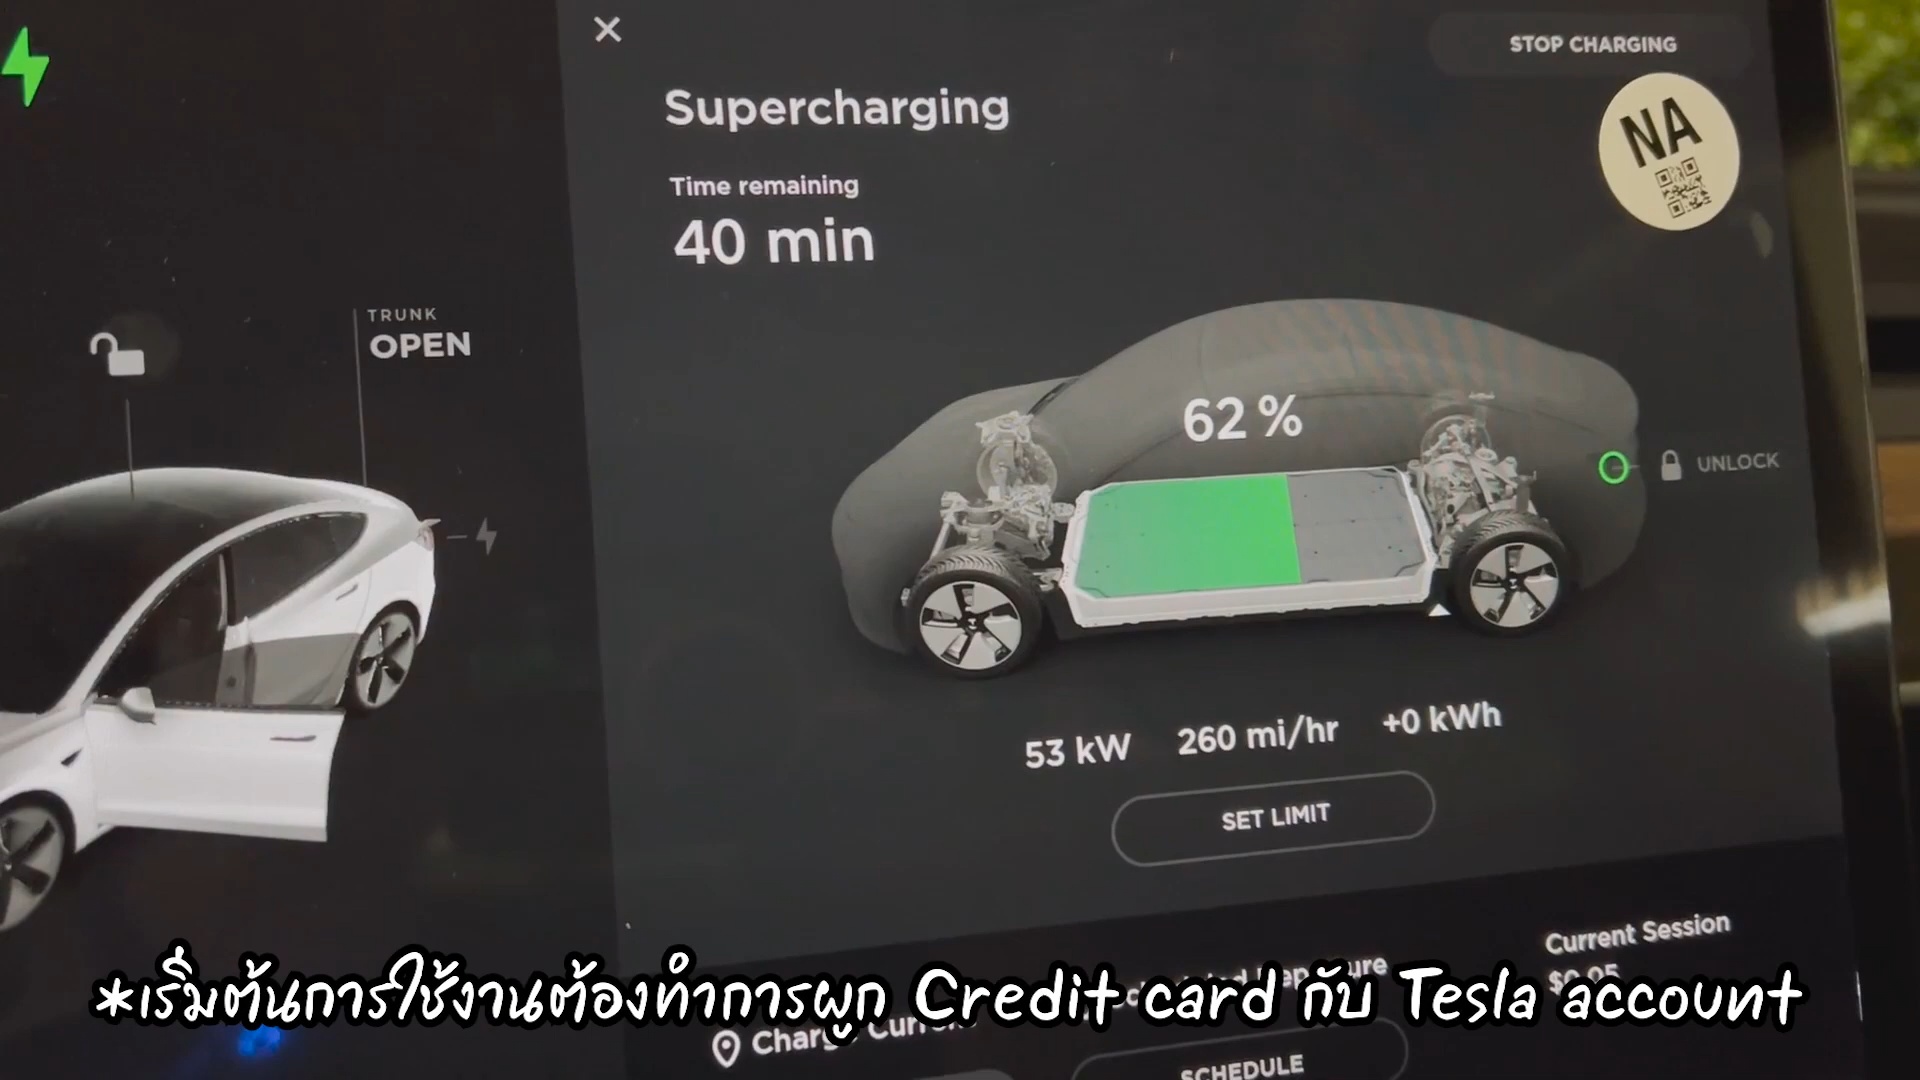 STOP CHARGING
Supercharging
NA
Time remaining
40 min
TRUNK
OPEN
62 %
UNLOCK
53 kW 260 mi/hr +0 kWh
SET LIMIT
Current Session
$0.05
*เริ่มต้นการใช้งานต้องทำการผูก Credit card กับ Tesla account
SCHEDULE